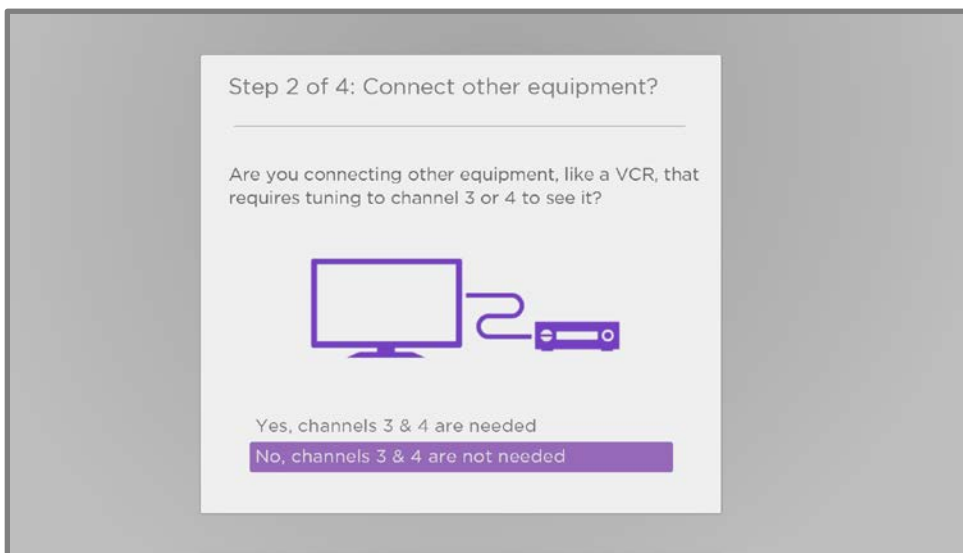 Step 2 of 4: Connect other equipment?
Are you connecting other equipment, like a VCR, that
requires tuning to channel 3 or 4 to see it?
Yes, channels 3 & 4 are needed
No, channels 3 & 4 are not needed